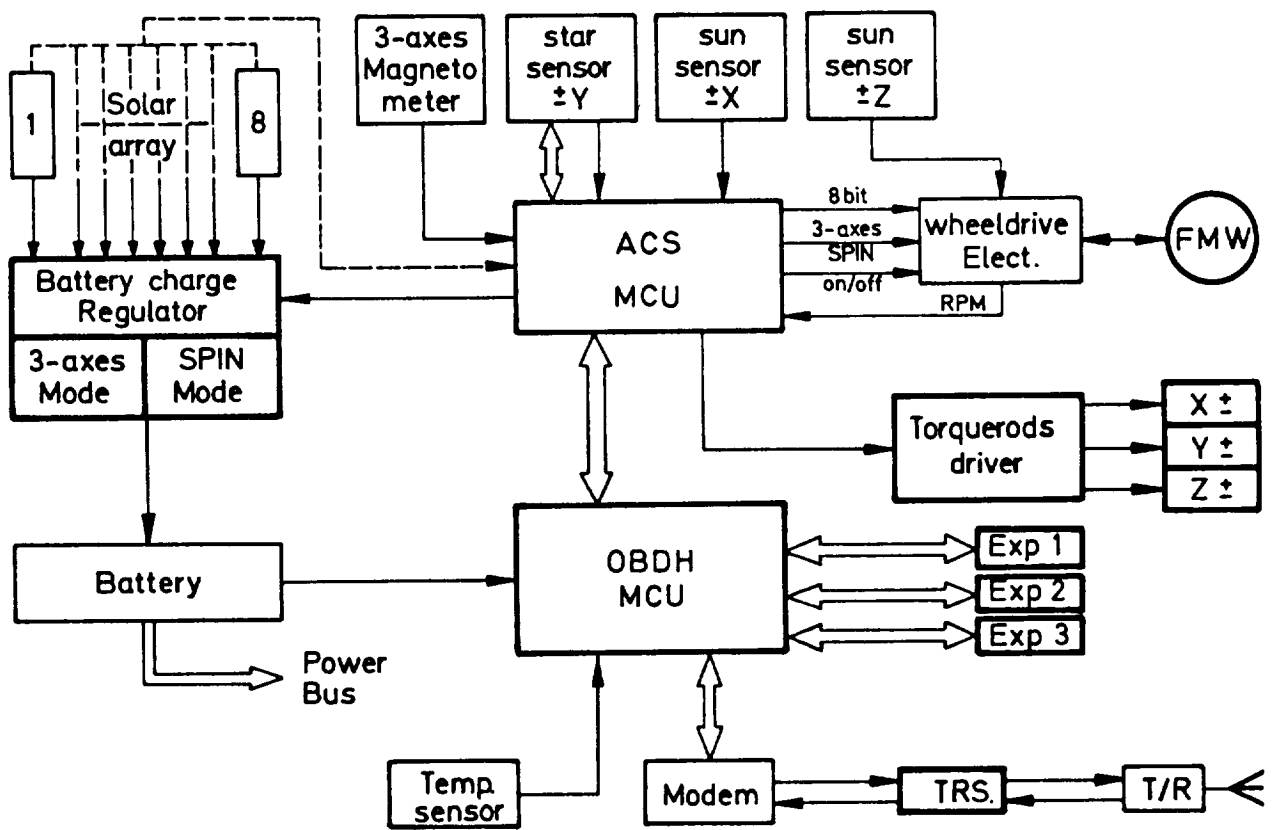 3-axes
Magneto
meter
star
sensor
± Y
sun
sensor
±X
sun
sensor
±Z
1
Solar
array
8
Battery charge
Regulator
3-axes
Mode
SPIN
Mode
ACS
MCU
8bit
3-axes
SPIN
on/off
RPM
wheeldrive
Elect.
FMW
Torquerods
driver
X ±
Y ±
Z ±
Battery
Power
Bus
OBDH
MCU
Exp 1
Exp 2
Exp 3
Temp.
sensor
Modem
TRS.
T/R